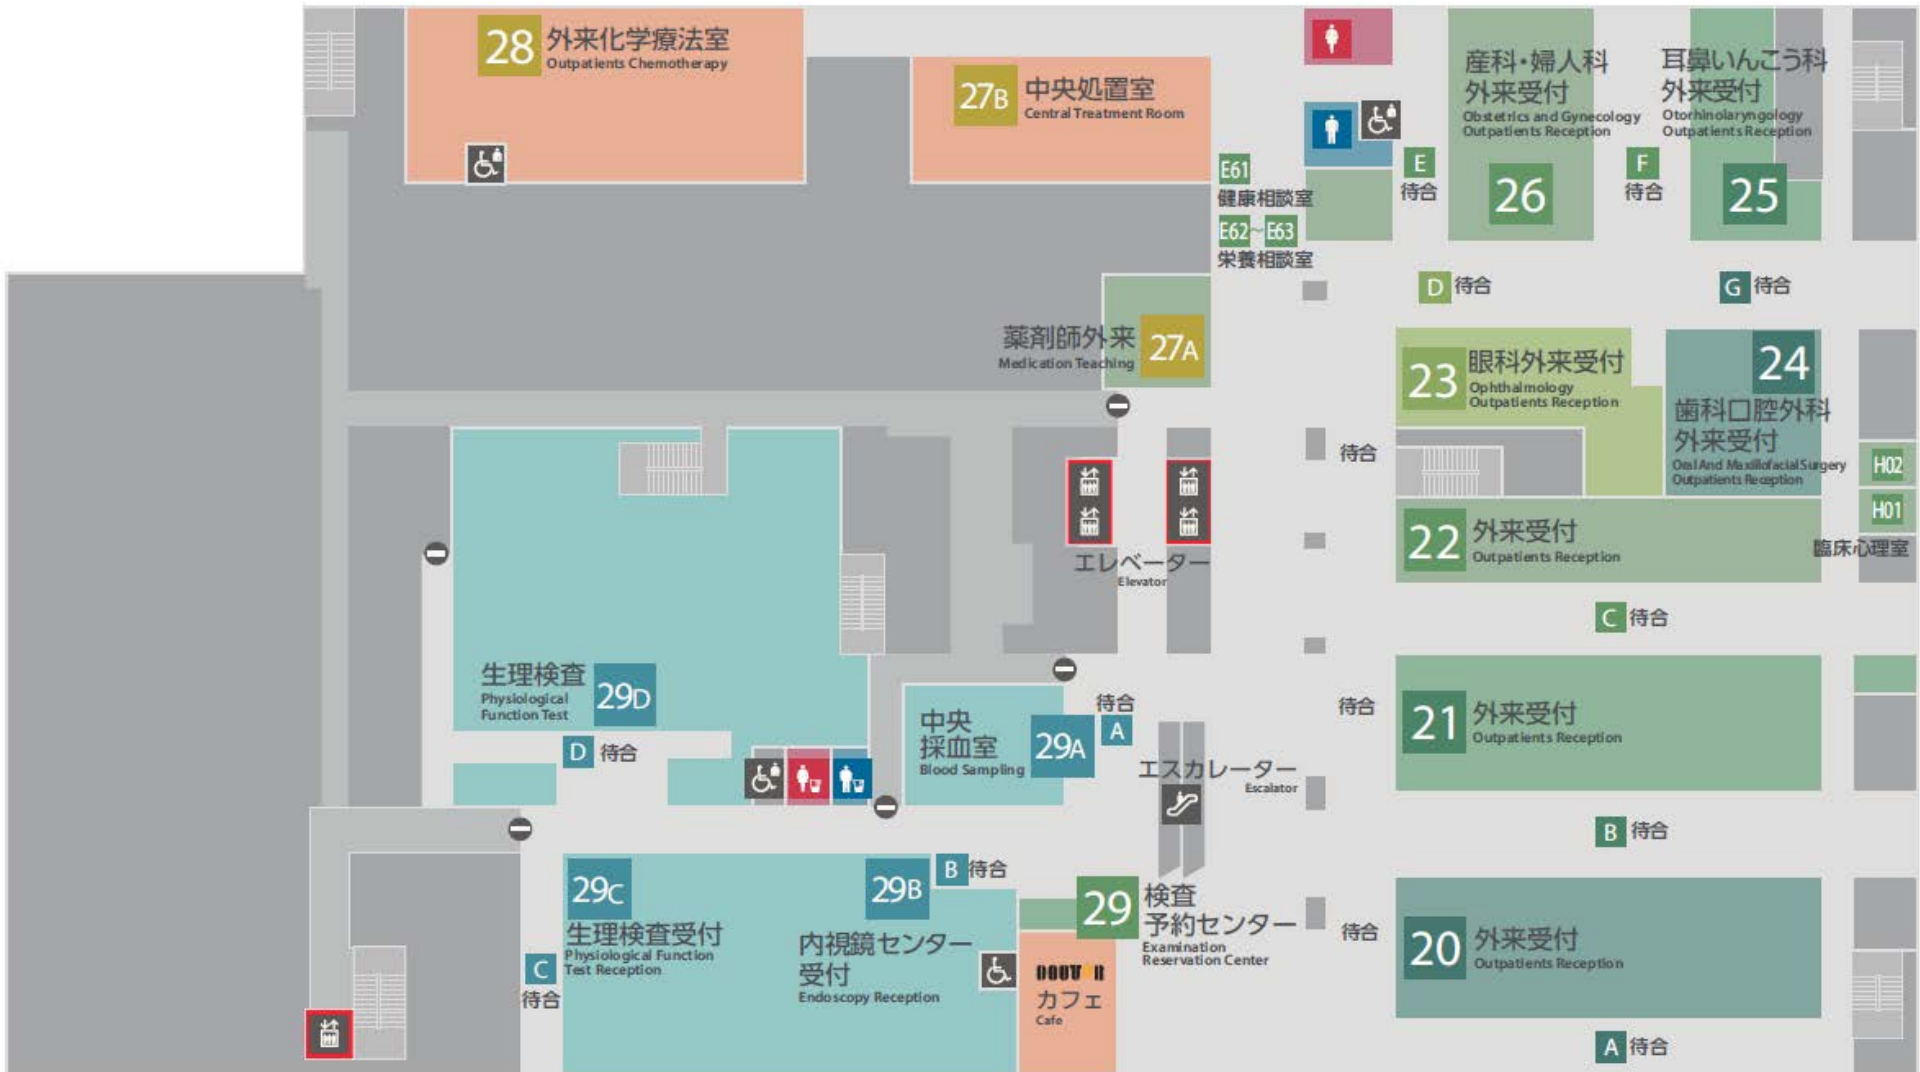 28
外来化学療法室
Outpatients Chemotherapy
27B
中央処置室
Central Treatment Room
産科・婦人科
外来受付
Obstetrics and Gynecology
Outpatients Reception
26
耳鼻いんこう科
外来受付
Otorhinolaryngology
Outpatients Reception
25
E
待合
F
待合
E61
健康相談室
E62~E63
栄養相談室
D 待合
G 待合
薬剤師外来
Medication Teaching
27A
23
眼科外来受付
Ophthalmology
Outpatients Reception
24
歯科口腔外科
外来受付
Oral And Maxillofacial Surgery
Outpatients Reception
待合
H02
H01
臨床心理室
22
外来受付
Outpatients Reception
エレベーター
Elevator
C 待合
生理検査
Physiological
Function Test
29D
D 待合
中央
採血室
Blood Sampling
29A
待合
A
待合
21
外来受付
Outpatients Reception
エスカレーター
Escalator
B 待合
29C
生理検査受付
Physiological Function
Test Reception
C
待合
29B
B 待合
内視鏡センター
受付
Endoscopy Reception
29
検査
予約センター
Examination
Reservation Center
DOUTOR
カフェ
Cafe
待合
20
外来受付
Outpatients Reception
A 待合